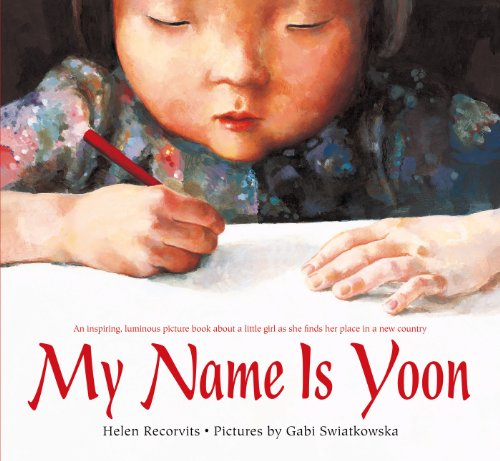 An inspiring, luminous picture book about a little girl as she finds her place in a new country
My Name Is Yoon
Helen Recorvits • Pictures by Gabi Swiatkowska